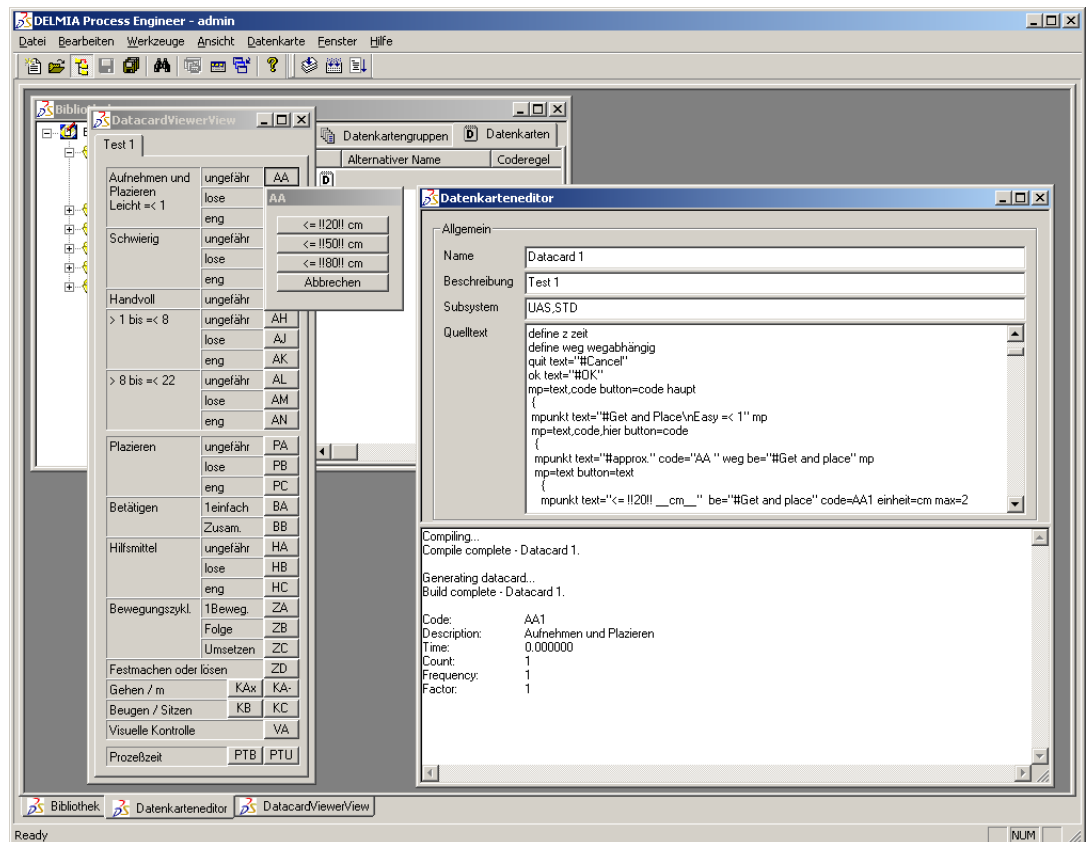 DELMIA Process Engineer - admin
Datei Bearbeiten Werkzeuge Ansicht Datenkarte Fenster Hilfe
Datenkartengruppen Datenkarten
Alternativer Name Coderegel
DatacardViewerView
Test 1
Aufnehmen und
Plazieren
Leicht =< 1
ungefähr AA
lose
eng
Schwierig ungefähr
lose
eng
Handvoll ungefähr
> 1 bis =< 8 ungefähr AH
lose AJ
eng AK
> 8 bis =< 22 ungefähr AL
lose AM
eng AN
Plazieren ungefähr PA
lose PB
eng PC
Betätigen 1einfach BA
Zusam. BB
Hilfsmittel ungefähr HA
lose HB
eng HC
Bewegungszykl. 1Beweg. ZA
Folge ZB
Umsetzen ZC
Festmachen oder lösen ZD
Gehen / m KAx KA-
Beugen / Sitzen KB KC
Visuelle Kontrolle VA
Prozeßzeit PTB PTU
AA
<= !!20!! cm
<= !!50!! cm
<= !!80!! cm
Abbrechen
Datenkarteneditor
Allgemein
Name Datacard 1
Beschreibung Test 1
Subsystem UAS,STD
Quelltext
define z zeit
define weg wegabhängig
quit text="#Cancel"
ok text="#OK"
mp=text,code button=code haupt
{
mpunkt text="#Get and Place\nEasy =< 1" mp
mp=text,code,hier button=code
{
mpunkt text="#approx." code="AA " weg be="#Get and place" mp
mp=text button=text
{
mpunkt text="<= !!20!! __cm__" be="#Get and place" code=AA1 einheit=cm max=2
Compiling...
Compile complete - Datacard 1.
Generating datacard...
Build complete - Datacard 1.
Code: AA1
Description: Aufnehmen und Plazieren
Time: 0.000000
Count: 1
Frequency: 1
Factor: 1
Bibliothek Datenkarteneditor DatacardViewerView
Ready NUM